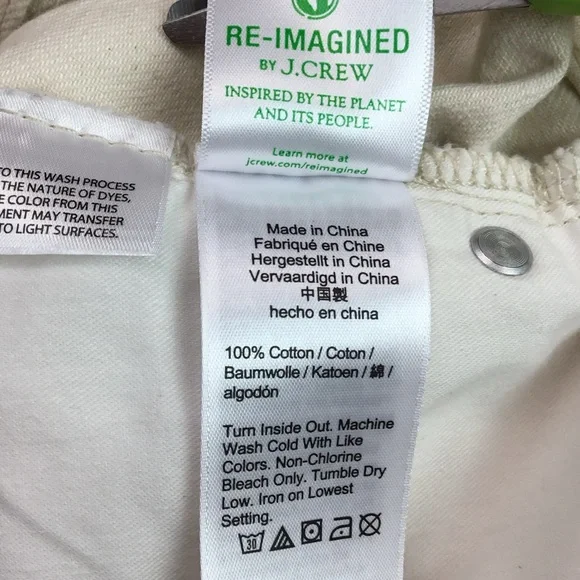 RE-IMAGINED
BY J.CREW
INSPIRED BY THE PLANET
AND ITS PEOPLE.
Learn more at
jcrew.com/reimagined
TO THIS WASH PROCESS
THE NATURE OF DYES,
COLOR FROM THIS
MAY TRANSFER
TO LIGHT SURFACES.
Made in China
Fabriqué en Chine
Hergestellt in China
Vervaardigd in China
中国製
hecho en china
100% Cotton / Coton /
Baumwolle / Katoen / 綿 /
algodón
Turn Inside Out. Machine
Wash Cold With Like
Colors. Non-Chlorine
Bleach Only. Tumble Dry
Low. Iron on Lowest
Setting.
30